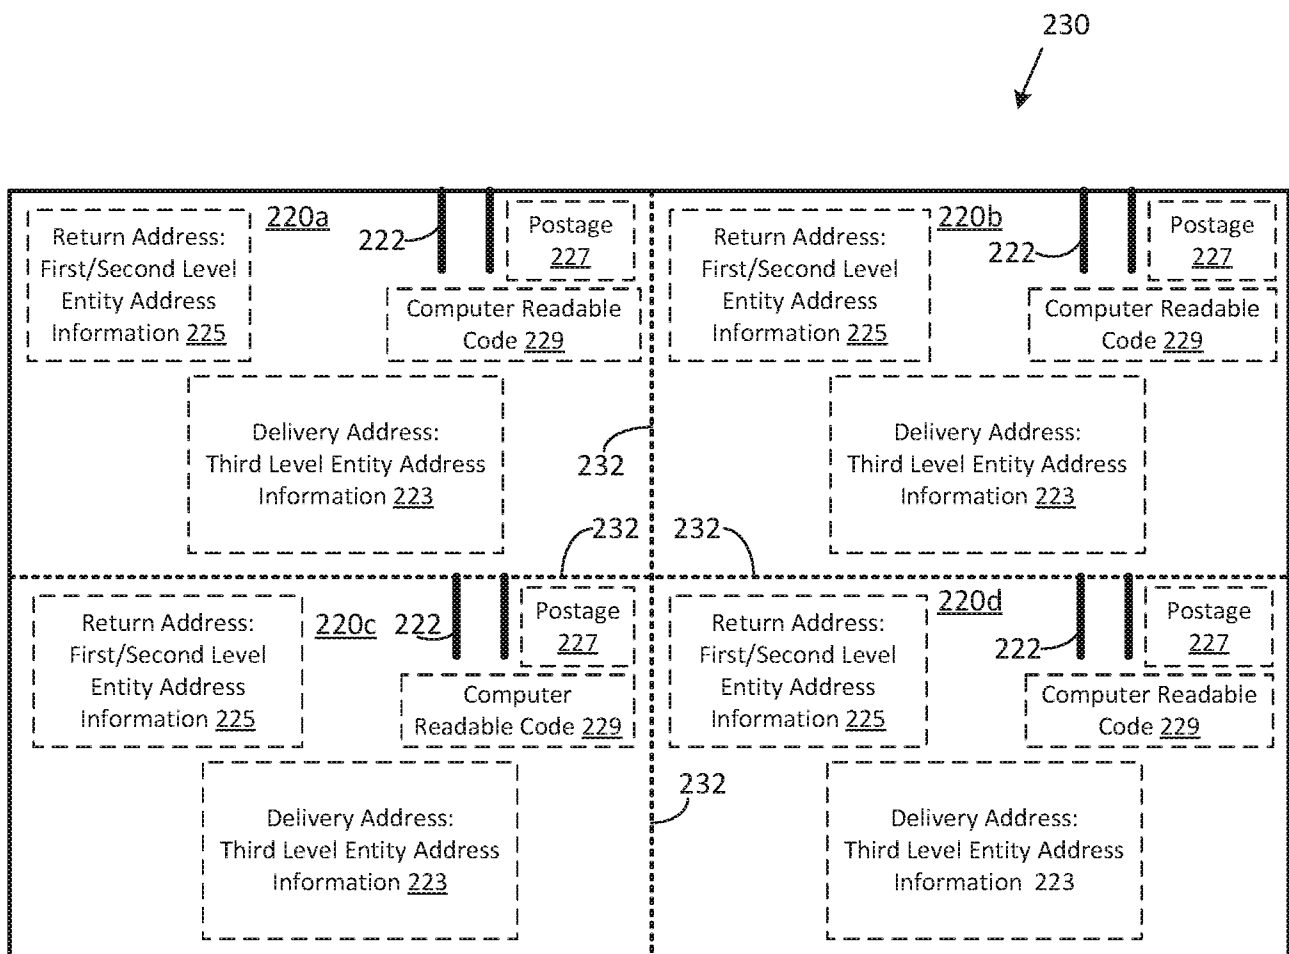 230
Return Address:
First/Second Level
Entity Address
Information 225
220a
222
Postage
227
Computer Readable
Code 229
Delivery Address:
Third Level Entity Address
Information 223
Return Address:
First/Second Level
Entity Address
Information 225
220b
222
Postage
227
Computer Readable
Code 229
Delivery Address:
Third Level Entity Address
Information 223
232
232
232
Return Address:
First/Second Level
Entity Address
Information 225
220c
222
Postage
227
Computer
Readable Code 229
Delivery Address:
Third Level Entity Address
Information 223
Return Address:
First/Second Level
Entity Address
Information 225
220d
222
Postage
227
Computer Readable
Code 229
232
Delivery Address:
Third Level Entity Address
Information 223